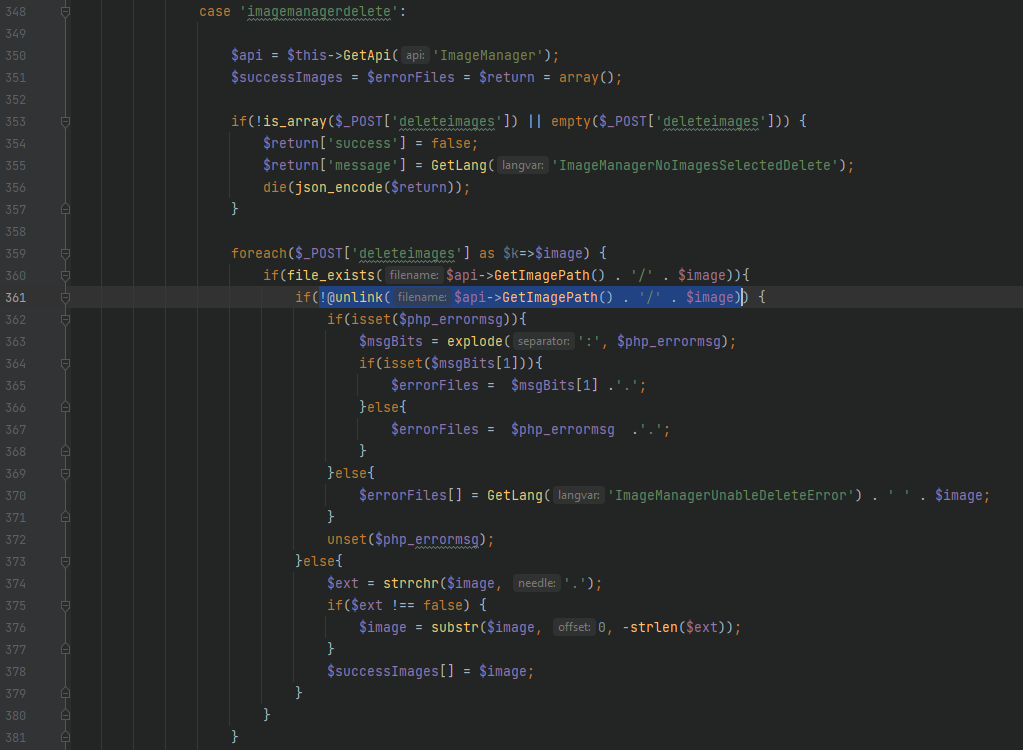 348 case 'imagemanagerdelete':
349
350 $api = $this->GetApi( api: 'ImageManager');
351 $successImages = $errorFiles = $return = array();
352
353 if(!is_array($_POST['deleteimages']) || empty($_POST['deleteimages'])) {
354 $return['success'] = false;
355 $return['message'] = GetLang( langvar: 'ImageManagerNoImagesSelectedDelete');
356 die(json_encode($return));
357 }
358
359 foreach($_POST['deleteimages'] as $k=>$image) {
360 if(file_exists( filename: $api->GetImagePath() . '/' . $image)){
361 if(!@unlink( filename: $api->GetImagePath() . '/' . $image)) {
362 if(isset($php_errormsg)){
363 $msgBits = explode( separator: ':', $php_errormsg);
364 if(isset($msgBits[1])){
365 $errorFiles = $msgBits[1] .'.';
366 }else{
367 $errorFiles = $php_errormsg .'.';
368 }
369 }else{
370 $errorFiles[] = GetLang( langvar: 'ImageManagerUnableDeleteError') . ' ' . $image;
371 }
372 unset($php_errormsg);
373 }else{
374 $ext = strrchr($image, needle: '.');
375 if($ext !== false) {
376 $image = substr($image, offset: 0, -strlen($ext));
377 }
378 $successImages[] = $image;
379 }
380 }
381 }